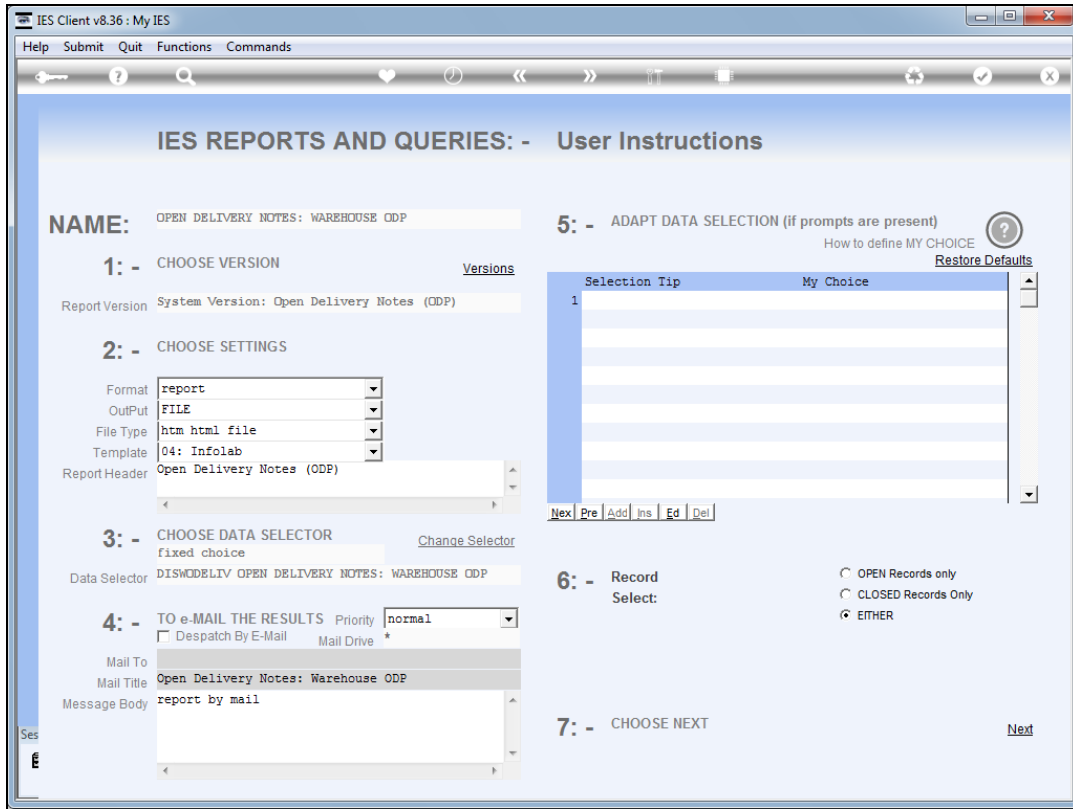 IES Client v8.36 : My IES
Help Submit Quit Functions Commands
IES REPORTS AND QUERIES: - User Instructions
NAME: OPEN DELIVERY NOTES: WAREHOUSE ODP
1: - CHOOSE VERSION Versions
Report Version System Version: Open Delivery Notes (ODP)
2: - CHOOSE SETTINGS
Format report
OutPut FILE
File Type htm html file
Template 04: Infolab
Report Header Open Delivery Notes (ODP)
3: - CHOOSE DATA SELECTOR Change Selector
fixed choice
Data Selector DISWODELIV OPEN DELIVERY NOTES: WAREHOUSE ODP
4: - TO e-MAIL THE RESULTS Priority normal
Despatch By E-Mail Mail Drive *
Mail To
Mail Title Open Delivery Notes: Warehouse ODP
Message Body report by mail
5: - ADAPT DATA SELECTION (if prompts are present)
How to define MY CHOICE ?
Restore Defaults
Selection Tip My Choice
1
Nex Pre Add Ins Ed Del
6: - Record Select:
OPEN Records only
CLOSED Records Only
EITHER
7: - CHOOSE NEXT Next
Ses